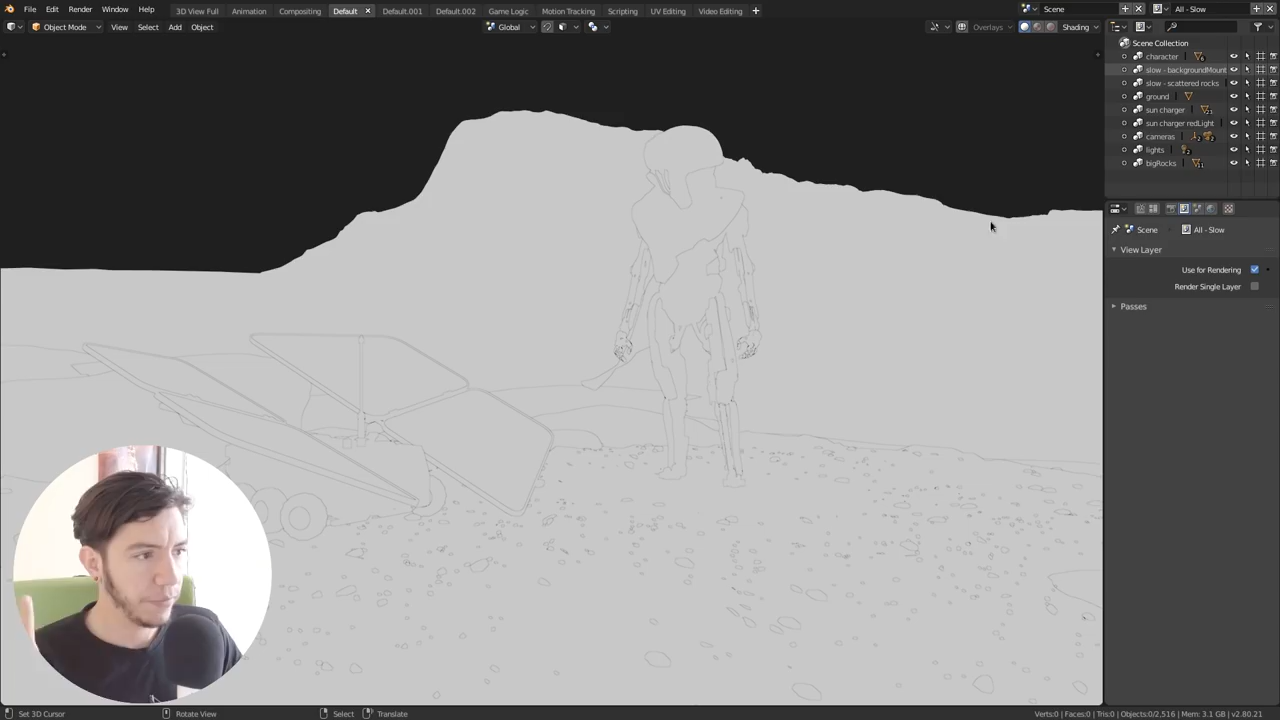 File Edit Render Window Help 3D View Full Animation Compositing Default Default.001 Default.002 Game Logic Motion Tracking Scripting UV Editing Video Editing Scene All - Slow
Object Mode View Select Add Object Global Overlays Shading
Scene Collection
character
slow - backgroundMount
slow - scattered rocks
ground
sun charger
sun charger redLight
cameras
lights
bigRocks
Scene All - Slow
View Layer
Use for Rendering
Render Single Layer
Passes
Set 3D Cursor Rotate View Select Translate Verts:0 | Faces:0 | Tris:0 | Objects:0/2,516 | Mem: 3.1 GB | v2.80.21